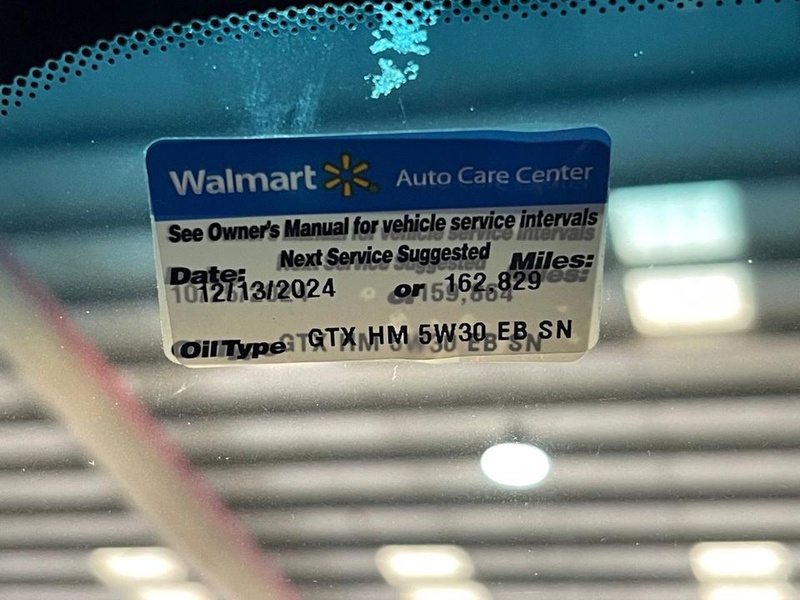 Walmart Auto Care Center
See Owner's Manual for vehicle service intervals
Next Service Suggested
Date: Miles:
12/13/2024 or 162,829
Oil Type GTX HM 5W30 EB SN